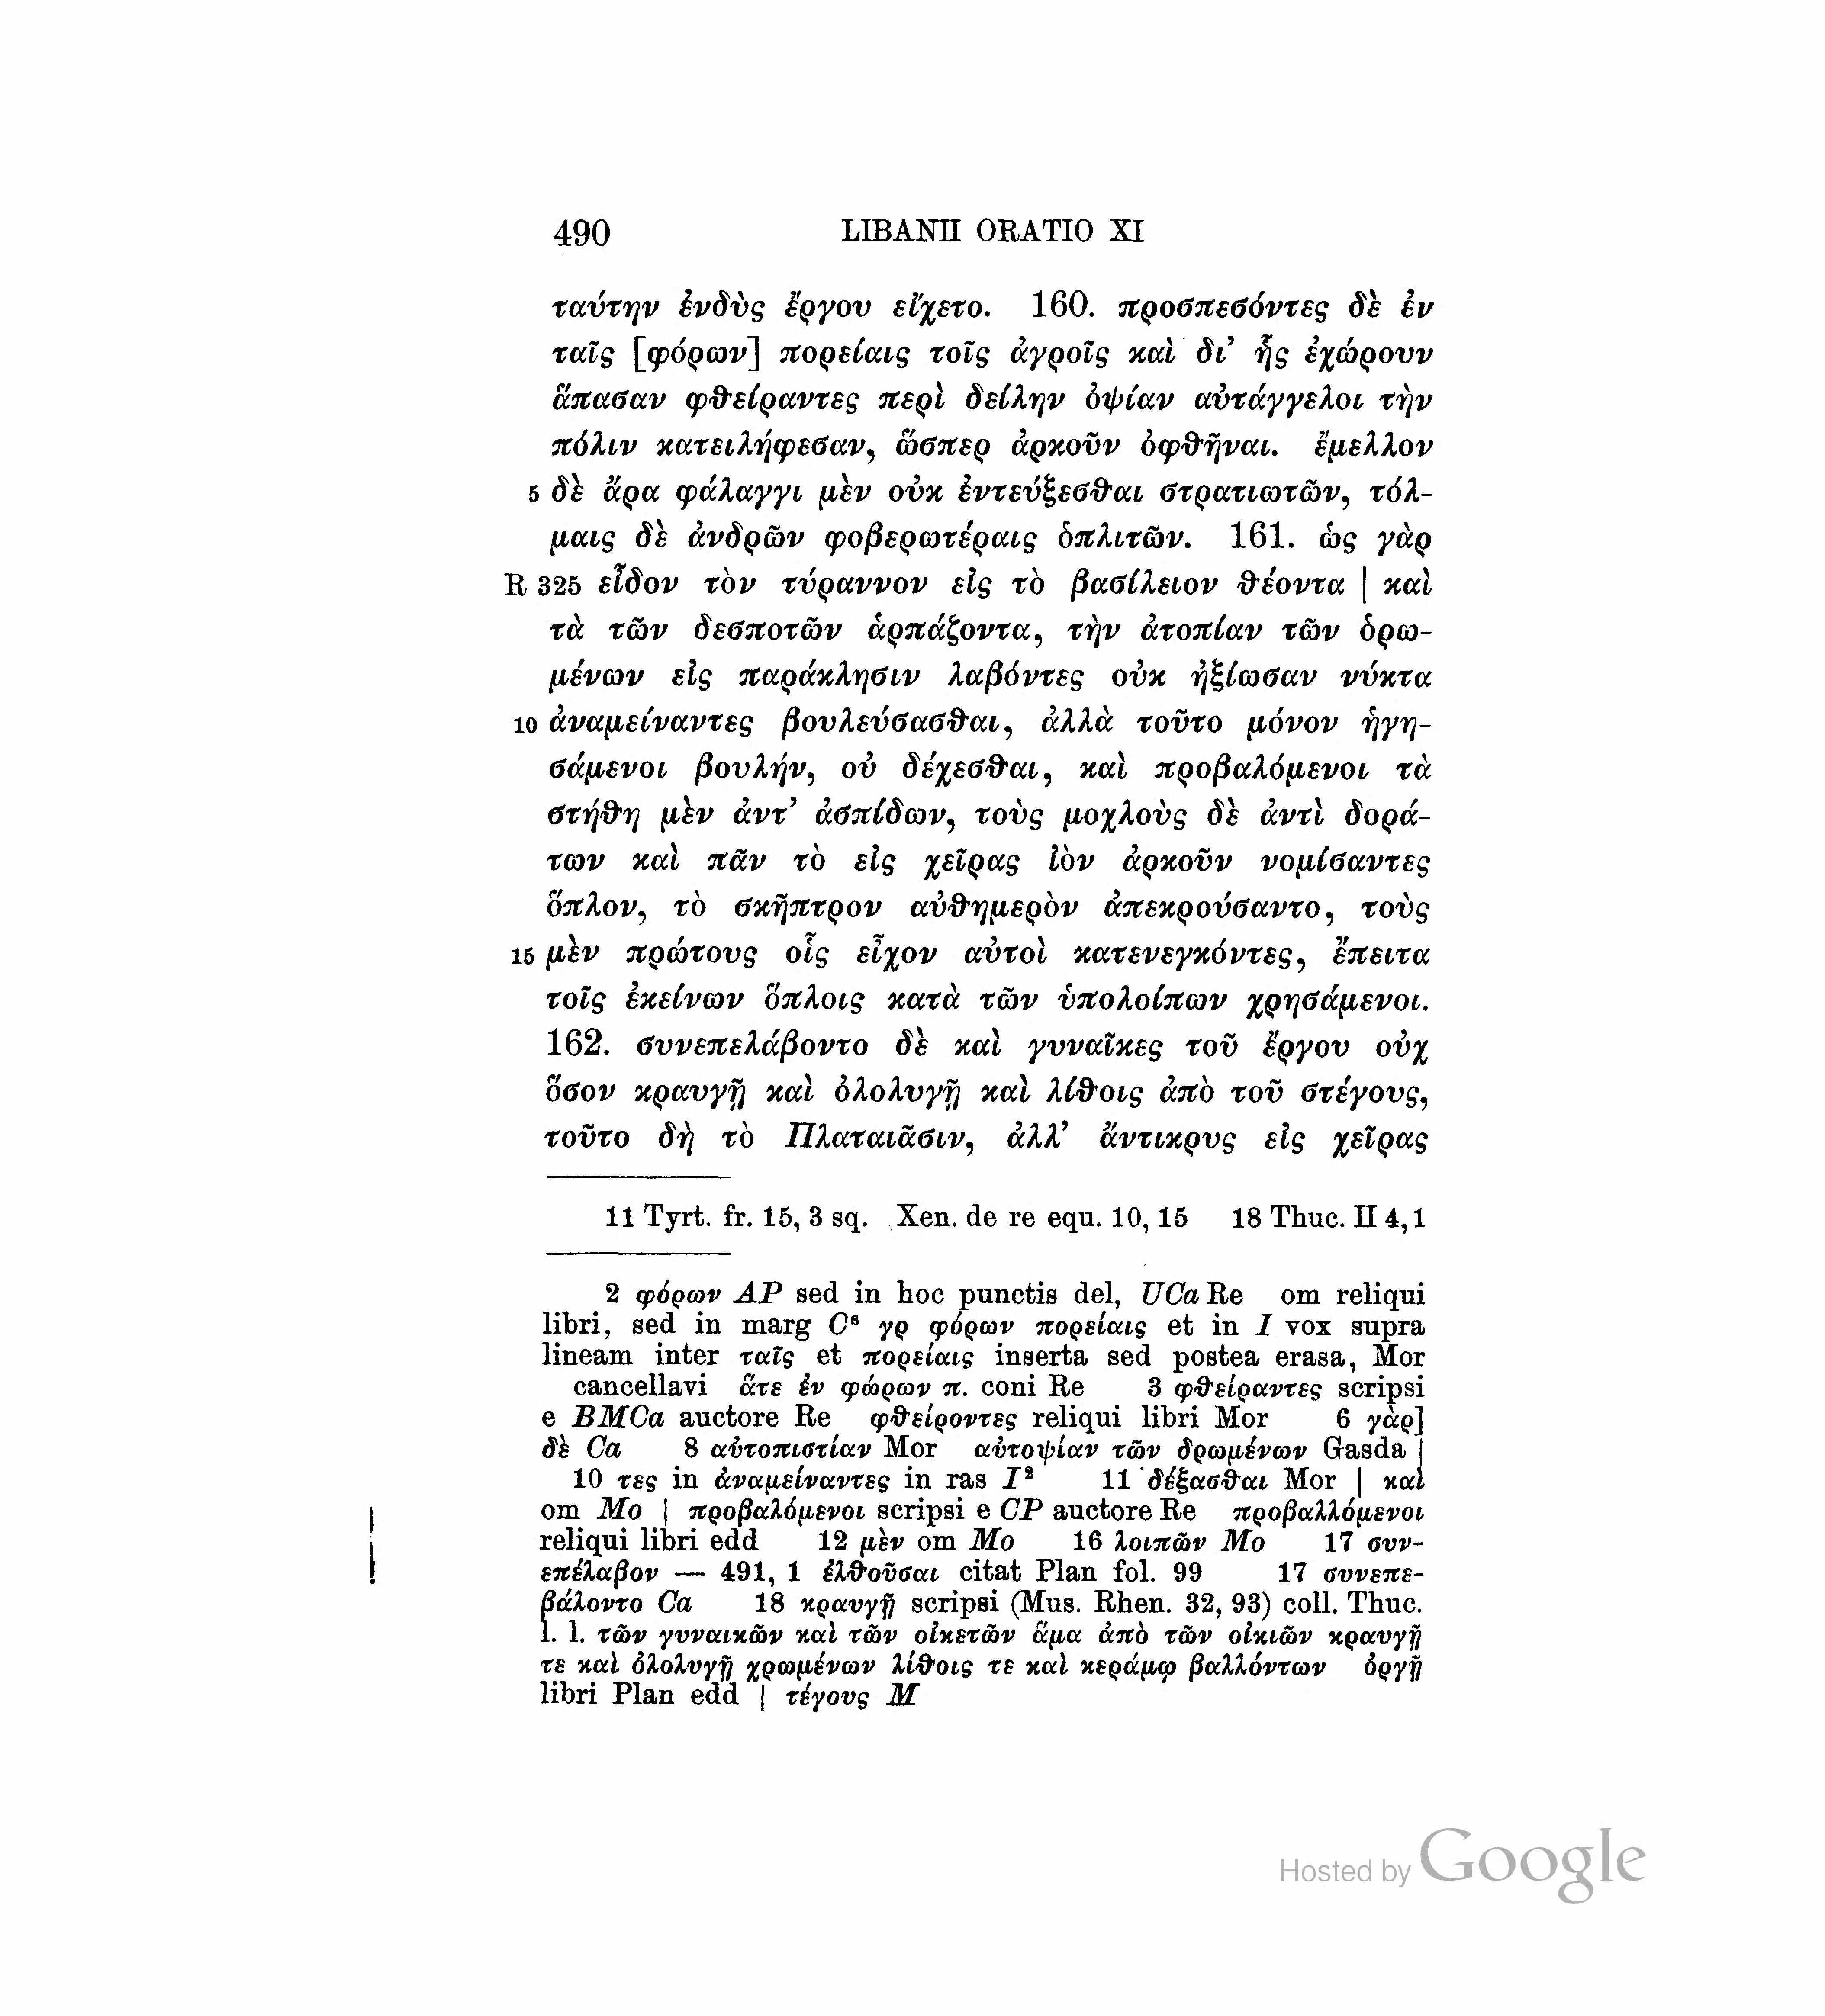 490 LIBANII ORATIO XI
ταύτην ἐνδὺς ἔργου εἴχετο. 160. προσπεσόντες δὲ ἐν
ταῖς [φόρων] πορείαις τοῖς ἀγροῖς καὶ δι’ ἧς ἐχώρουν
ἅπασαν φθείραντες περὶ δείλην ὀψίαν αὐτάγγελοι τὴν
πόλιν κατειλήφεσαν, ὥσπερ ἀρκοῦν ὀφθῆναι. ἔμελλον
5 δὲ ἄρα φάλαγγι μὲν οὐκ ἐντεύξεσθαι στρατιωτῶν, τόλ-
μαις δὲ ἀνδρῶν φοβερωτέραις ὁπλιτῶν. 161. ὡς γὰρ
R 325 εἶδον τὸν τύραννον εἰς τὸ βασίλειον θέοντα | καὶ
τὰ τῶν δεσποτῶν ἁρπάζοντα, τὴν ἀτοπίαν τῶν ὁρω-
μένων εἰς παράκλησιν λαβόντες οὐκ ἠξίωσαν νύκτα
10 ἀναμείναντες βουλεύσασθαι, ἀλλὰ τοῦτο μόνον ἡγη-
σάμενοι βουλήν, οὐ δέχεσθαι, καὶ προβαλόμενοι τὰ
στήθη μὲν ἀντ’ ἀσπίδων, τοὺς μοχλοὺς δὲ ἀντὶ δορά-
των καὶ πᾶν τὸ εἰς χεῖρας ἰὸν ἀρκοῦν νομίσαντες
ὅπλον, τὸ σκῆπτρον αὐθημερὸν ἀπεκρούσαντο, τοὺς
15 μὲν πρώτους οἷς εἶχον αὐτοὶ κατενεγκόντες, ἔπειτα
τοῖς ἐκείνων ὅπλοις κατὰ τῶν ὑπολοίπων χρησάμενοι.
162. συνεπελάβοντο δὲ καὶ γυναῖκες τοῦ ἔργου οὐχ
ὅσον κραυγῇ καὶ ὀλολυγῇ καὶ λίθοις ἀπὸ τοῦ στέγους,
τοῦτο δὴ τὸ Πλαταιᾶσιν, ἀλλ’ ἄντικρυς εἰς χεῖρας
11 Tyrt. fr. 15, 3 sq. Xen. de re equ. 10, 15 18 Thuc. II 4, 1
2 φόρων AP sed in hoc punctis del, UCa Re om reliqui
libri, sed in marg Cˢ γρ φόρων πορείαις et in I vox supra
lineam inter ταῖς et πορείαις inserta sed postea erasa, Mor
cancellavi ἅτε ἐν φώρων π. coni Re 3 φθείραντες scripsi
e BMCa auctore Re φθείροντες reliqui libri Mor 6 γὰρ]
δὲ Ca 8 αὐτοπιστίαν Mor αὐτοψίαν τῶν δρωμένων Gasda |
10 τες in ἀναμείναντες in ras I² 11 δέξασθαι Mor | καὶ
om Mo | προβαλόμενοι scripsi e CP auctore Re προβαλλόμενοι
reliqui libri edd 12 μὲν om Mo 16 λοιπῶν Mo 17 συν-
επέλαβον — 491, 1 ἐλθοῦσαι citat Plan fol. 99 17 συνεπε-
βάλοντο Ca 18 κραυγῇ scripsi (Mus. Rhen. 32, 93) coll. Thuc.
l. l. τῶν γυναικῶν καὶ τῶν οἰκετῶν ἅμα ἀπὸ τῶν οἰκιῶν κραυγῇ
τε καὶ ὀλολυγῇ χρωμένων λίθοις τε καὶ κεράμῳ βαλλόντων ὀργῇ
libri Plan edd | τέγους M
Hosted by Google